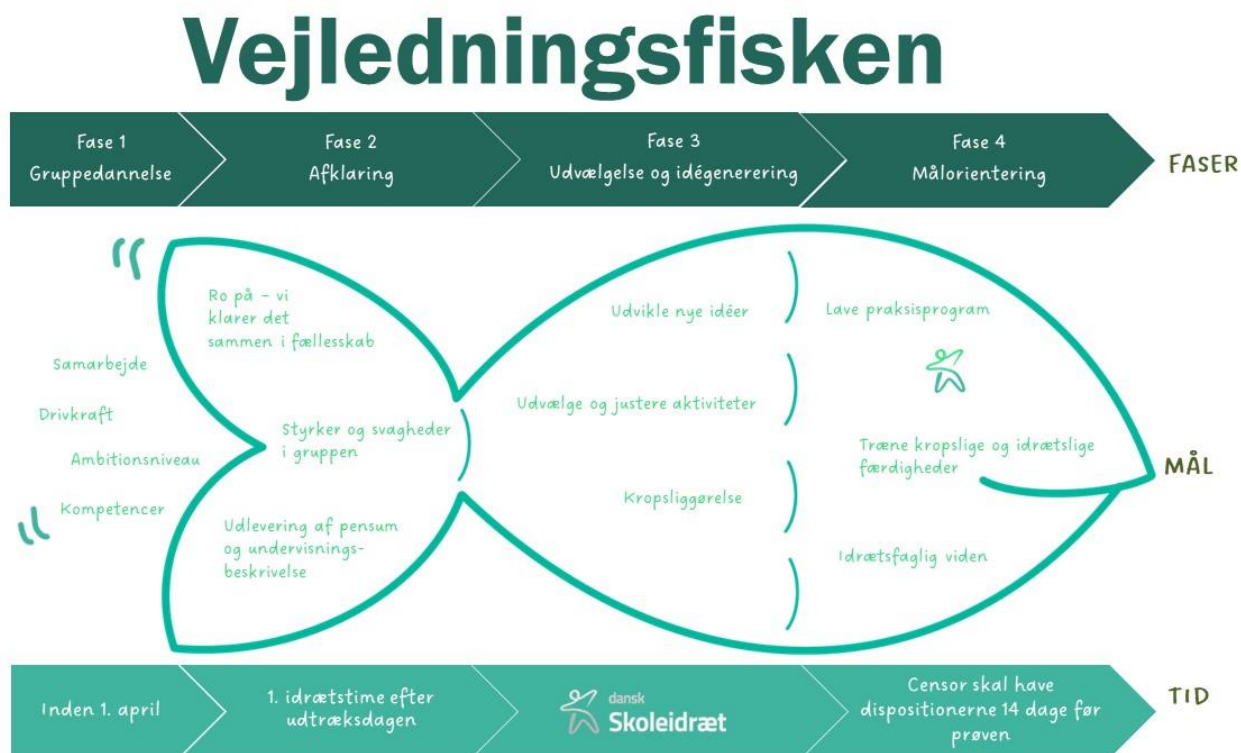 Vejledningsfisken
Fase 1
Gruppedannelse
Fase 2
Afklaring
Fase 3
Udvælgelse og idégenerering
Fase 4
Målorientering
FASER
Samarbejde
Drivkraft
Ambitionsniveau
Kompetencer
Ro på – vi
klarer det
sammen i fællesskab
Styrker og svagheder
i gruppen
Udlevering af pensum
og undervisnings-
beskrivelse
Udvikle nye idéer
Udvælge og justere aktiviteter
Kropsliggørelse
Lave praksisprogram
Træne kropslige og idrætslige
færdigheder
Idrætsfaglig viden
MÅL
Inden 1. april
1. idrætstime efter
udtræksdagen
dansk
Skoleidræt
Censor skal have
dispositionerne 14 dage før
prøven
TID